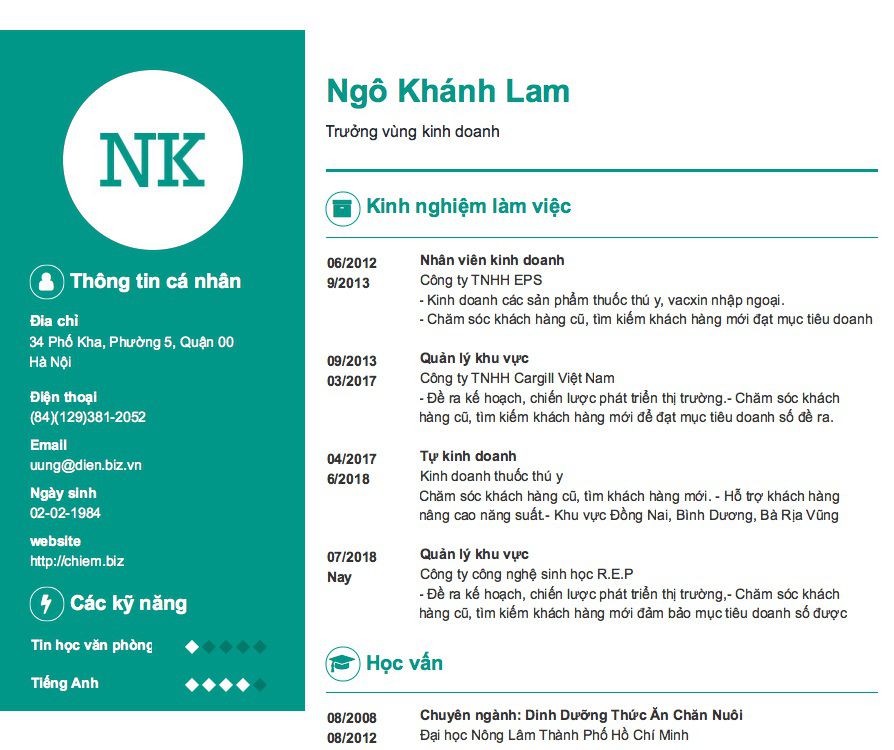 NK
Thông tin cá nhân
Đia chỉ
34 Phố Kha, Phường 5, Quận 00
Hà Nội
Điện thoại
(84)(129)381-2052
Email
uung@dien.biz.vn
Ngày sinh
02-02-1984
website
http://chiem.biz
Các kỹ năng
Tin học văn phòng
Tiếng Anh
Ngô Khánh Lam
Trưởng vùng kinh doanh
Kinh nghiệm làm việc
06/2012
9/2013
Nhân viên kinh doanh
Công ty TNHH EPS
- Kinh doanh các sản phẩm thuốc thú y, vacxin nhập ngoại.
- Chăm sóc khách hàng cũ, tìm kiếm khách hàng mới đạt mục tiêu doanh
09/2013
03/2017
Quản lý khu vực
Công ty TNHH Cargill Việt Nam
- Đề ra kế hoạch, chiến lược phát triển thị trường.- Chăm sóc khách
hàng cũ, tìm kiếm khách hàng mới để đạt mục tiêu doanh số đề ra.
04/2017
6/2018
Tự kinh doanh
Kinh doanh thuốc thú y
Chăm sóc khách hàng cũ, tìm khách hàng mới. - Hỗ trợ khách hàng
nâng cao năng suất.- Khu vực Đồng Nai, Bình Dương, Bà Rịa Vũng
07/2018
Nay
Quản lý khu vực
Công ty công nghệ sinh học R.E.P
- Đề ra kế hoạch, chiến lược phát triển thị trường,- Chăm sóc khách
hàng cũ, tìm kiếm khách hàng mới đảm bảo mục tiêu doanh số được
Học vấn
08/2008
08/2012
Chuyên ngành: Dinh Dưỡng Thức Ăn Chăn Nuôi
Đại học Nông Lâm Thành Phố Hồ Chí Minh